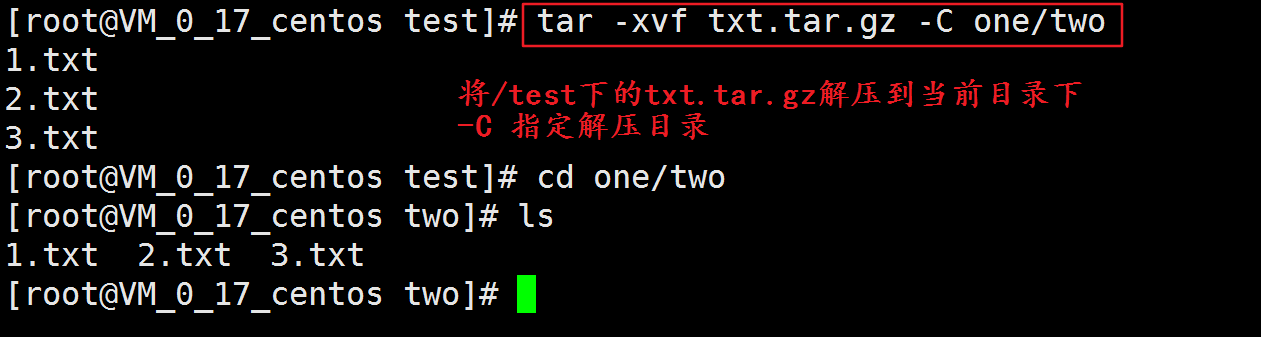 [root@VM_0_17_centos test]# tar -xvf txt.tar.gz -C one/two
1.txt
2.txt
3.txt
将/test下的txt.tar.gz解压到当前目录下
-C 指定解压目录
[root@VM_0_17_centos test]# cd one/two
[root@VM_0_17_centos two]# ls
1.txt  2.txt  3.txt
[root@VM_0_17_centos two]#